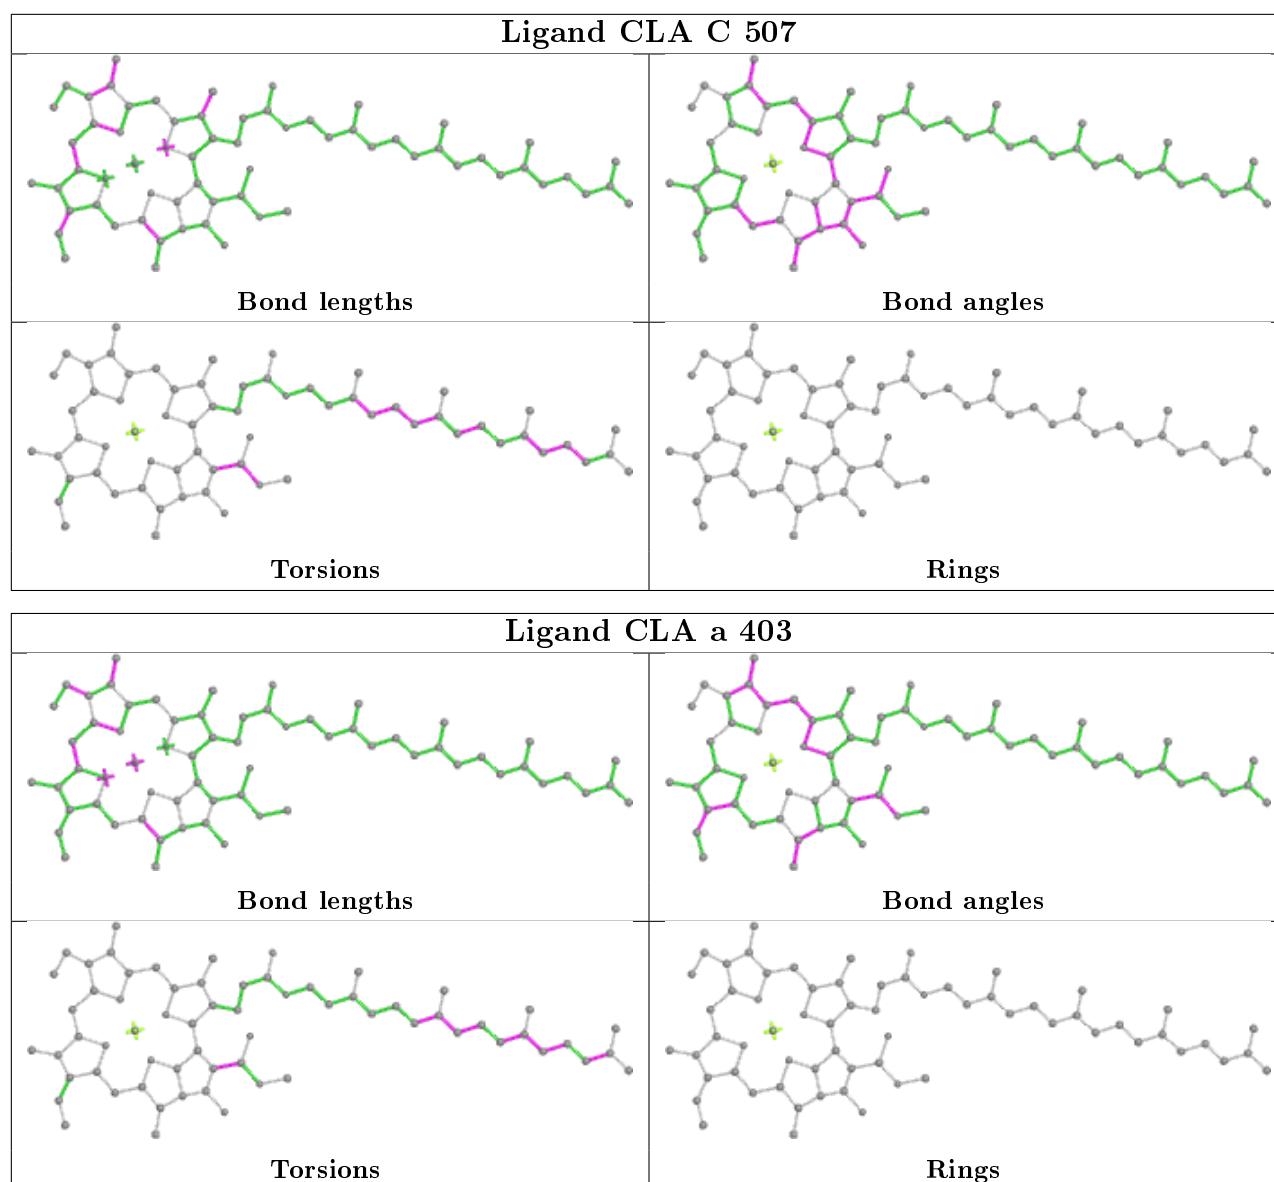 Ligand CLA C 507
Bond lengths
Bond angles
Torsions
Rings
Ligand CLA a 403
Bond lengths
Bond angles
Torsions
Rings